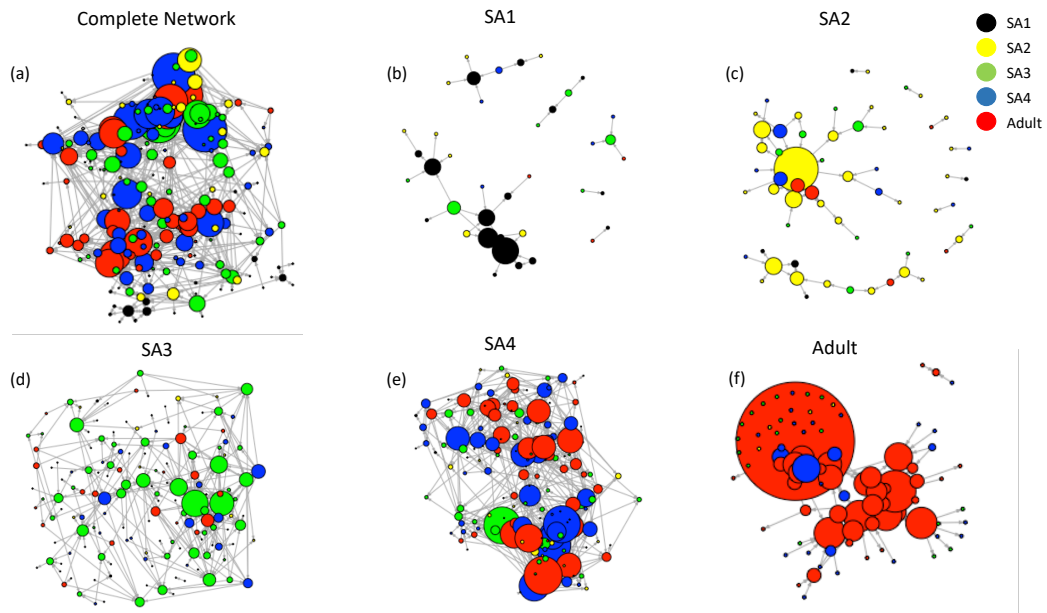 Complete Network
SA1
SA2
SA1
SA2
SA3
SA4
Adult
(a)
(b)
(c)
SA3
SA4
Adult
(d)
(e)
(f)